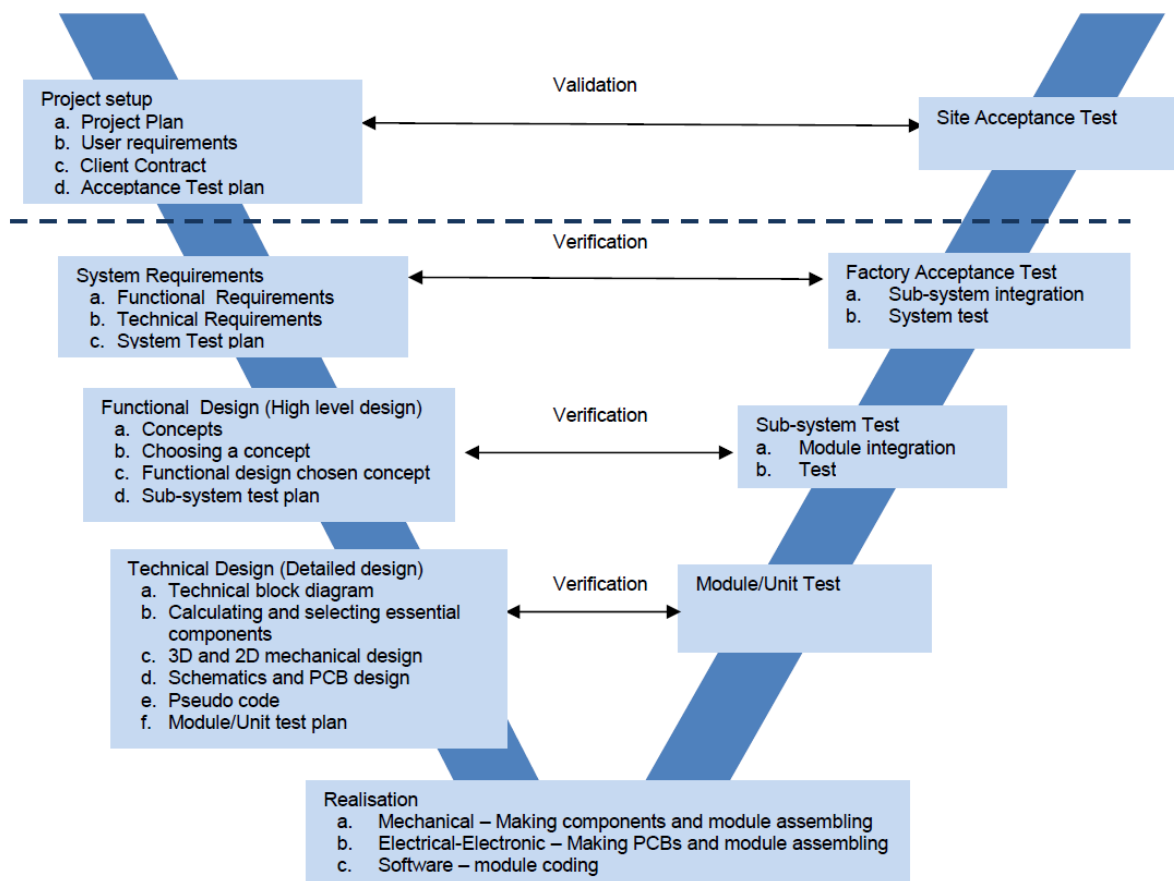 Validation
Project setup
a. Project Plan
b. User requirements
c. Client Contract
d. Acceptance Test plan
Site Acceptance Test
Verification
System Requirements
a. Functional Requirements
b. Technical Requirements
c. System Test plan
Factory Acceptance Test
a. Sub-system integration
b. System test
Functional Design (High level design)
a. Concepts
b. Choosing a concept
c. Functional design chosen concept
d. Sub-system test plan
Verification
Sub-system Test
a. Module integration
b. Test
Technical Design (Detailed design)
a. Technical block diagram
b. Calculating and selecting essential
components
c. 3D and 2D mechanical design
d. Schematics and PCB design
e. Pseudo code
f. Module/Unit test plan
Verification
Module/Unit Test
Realisation
a. Mechanical – Making components and module assembling
b. Electrical-Electronic – Making PCBs and module assembling
c. Software – module coding